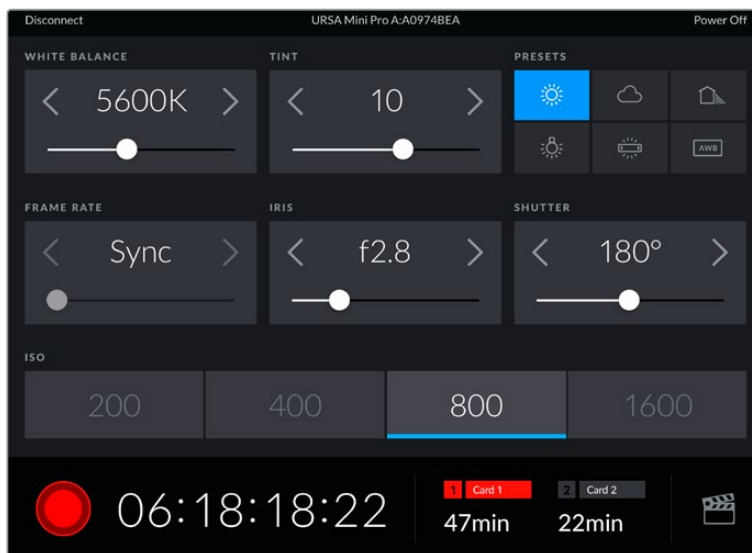 Disconnect URSA Mini Pro A:A0974BEA Power Off
WHITE BALANCE TINT PRESETS
5600K 10
AWB
FRAME RATE IRIS SHUTTER
Sync f2.8 180°
ISO
200 400 800 1600
1 Card 1 2 Card 2
06:18:18:22 47min 22min